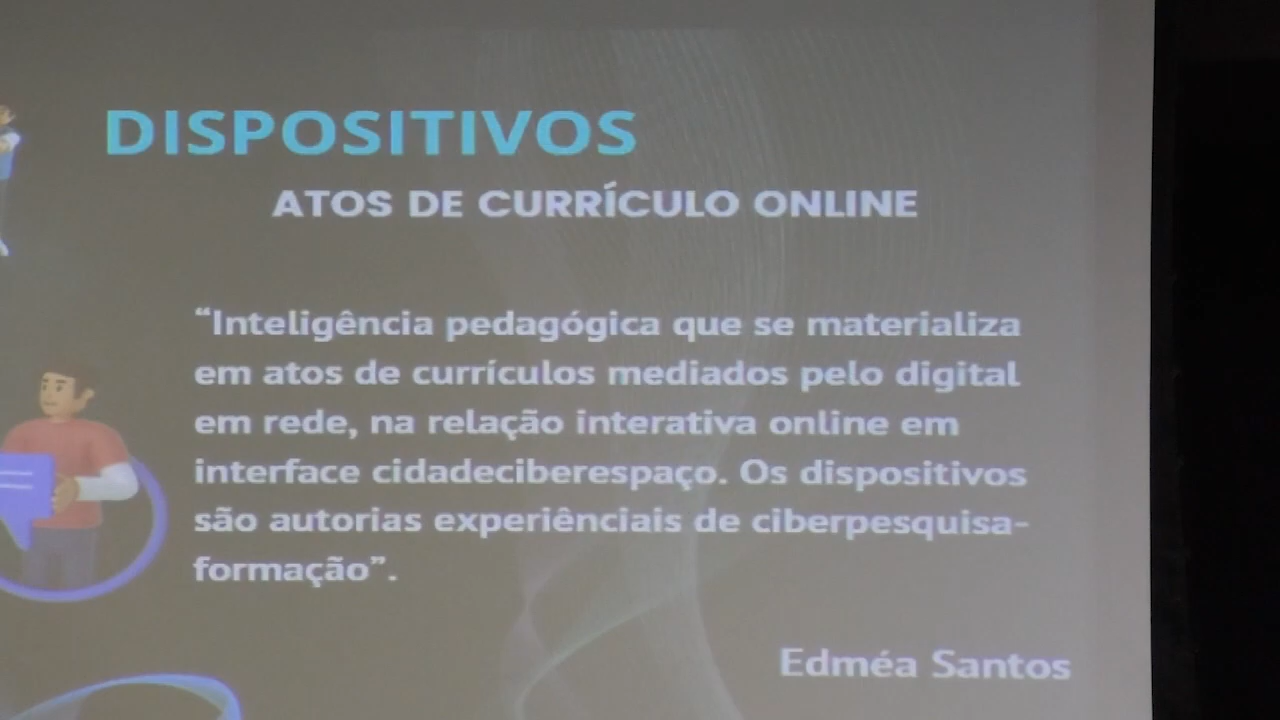 DISPOSITIVOS
ATOS DE CURRÍCULO ONLINE
“Inteligência pedagógica que se materializa
em atos de currículos mediados pelo digital
em rede, na relação interativa online em
interface cidadeciberespaço. Os dispositivos
são autorias experiênciais de ciberpesquisa-
formação”.
Edméa Santos